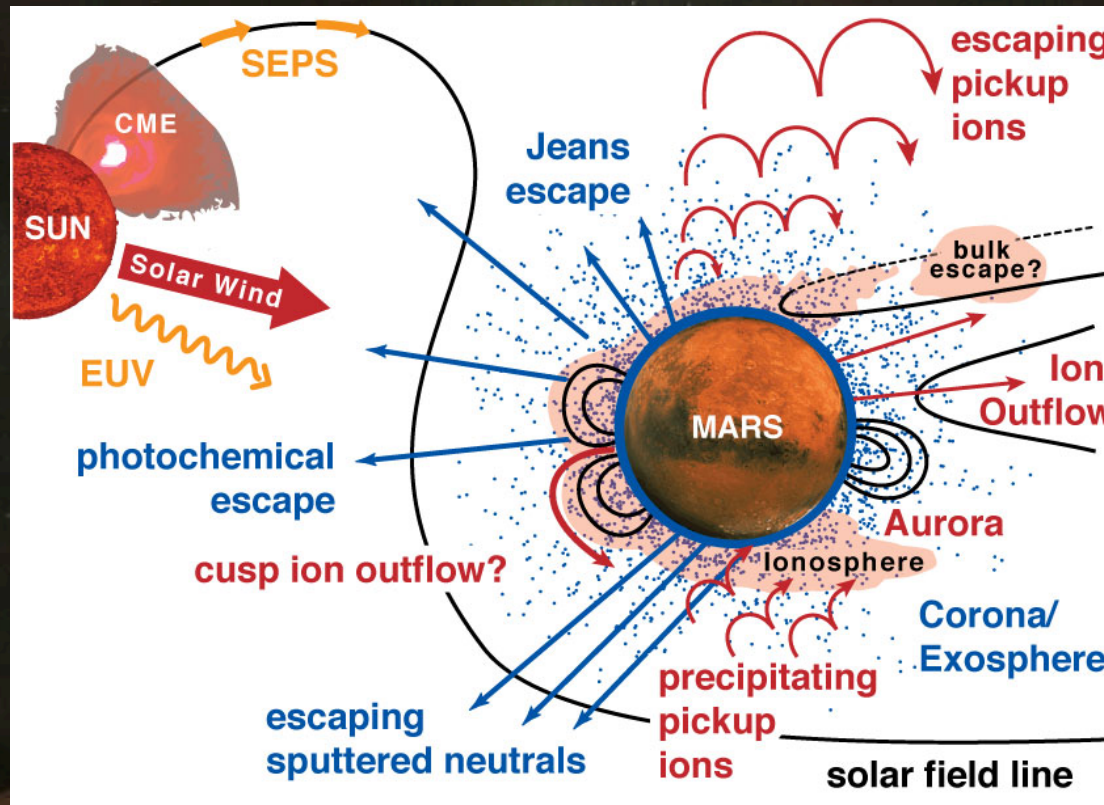 SEPS
CME
SUN
Solar Wind
EUV
Jeans
escape
escaping
pickup
ions
bulk
escape?
Ion
Outflow
MARS
photochemical
escape
cusp ion outflow?
Aurora
Ionosphere
Corona/
Exosphere
precipitating
pickup
ions
escaping
sputtered neutrals
solar field line